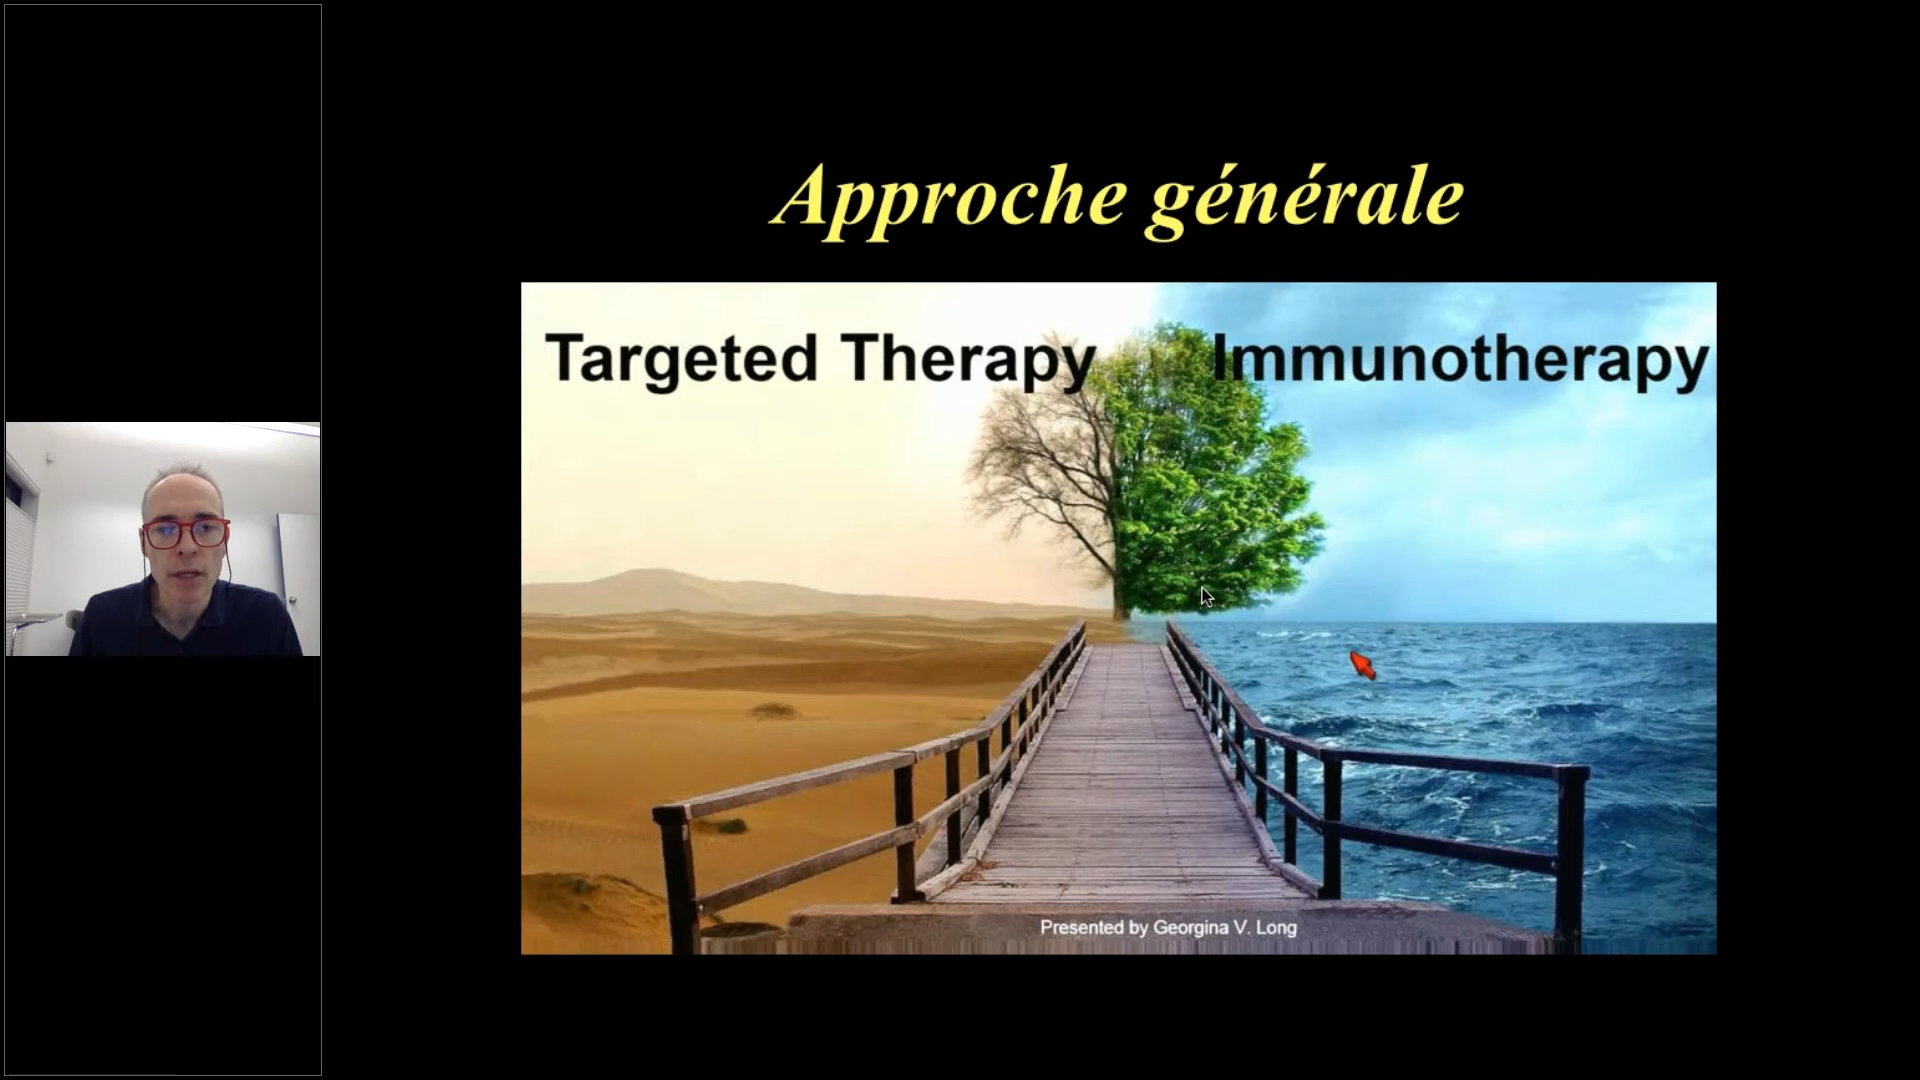 Approche générale
Targeted Therapy
Immunotherapy
Presented by Georgina V. Long